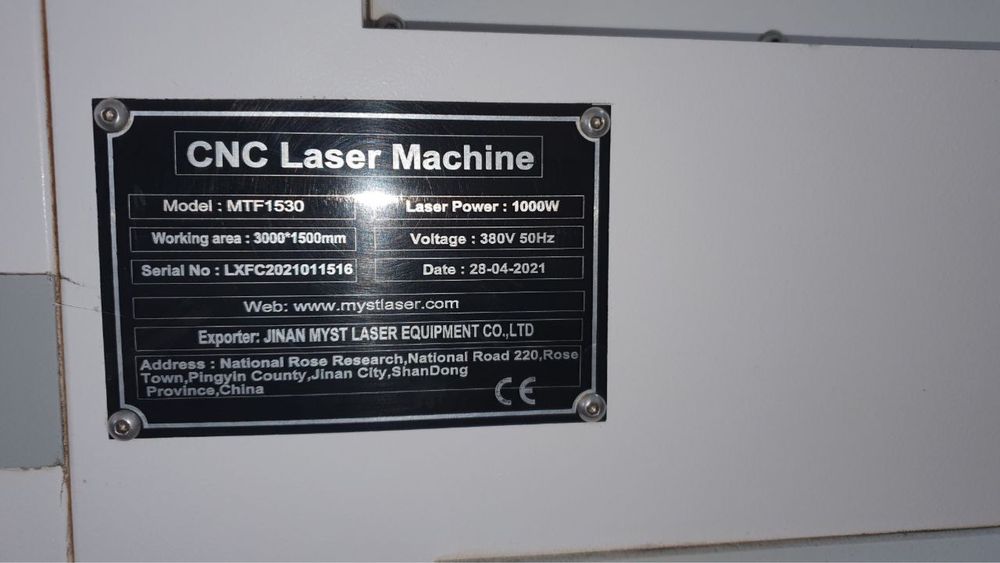 CNC Laser Machine
Model : MTF1530
Laser Power : 1000W
Working area : 3000*1500mm
Voltage : 380V 50Hz
Serial No : LXFC2021011516
Date : 28-04-2021
Web: www.mystlaser.com
Exporter: JINAN MYST LASER EQUIPMENT CO.,LTD
Address : National Rose Research,National Road 220,Rose
Town,Pingyin County,Jinan City,ShanDong
Province,China
CE